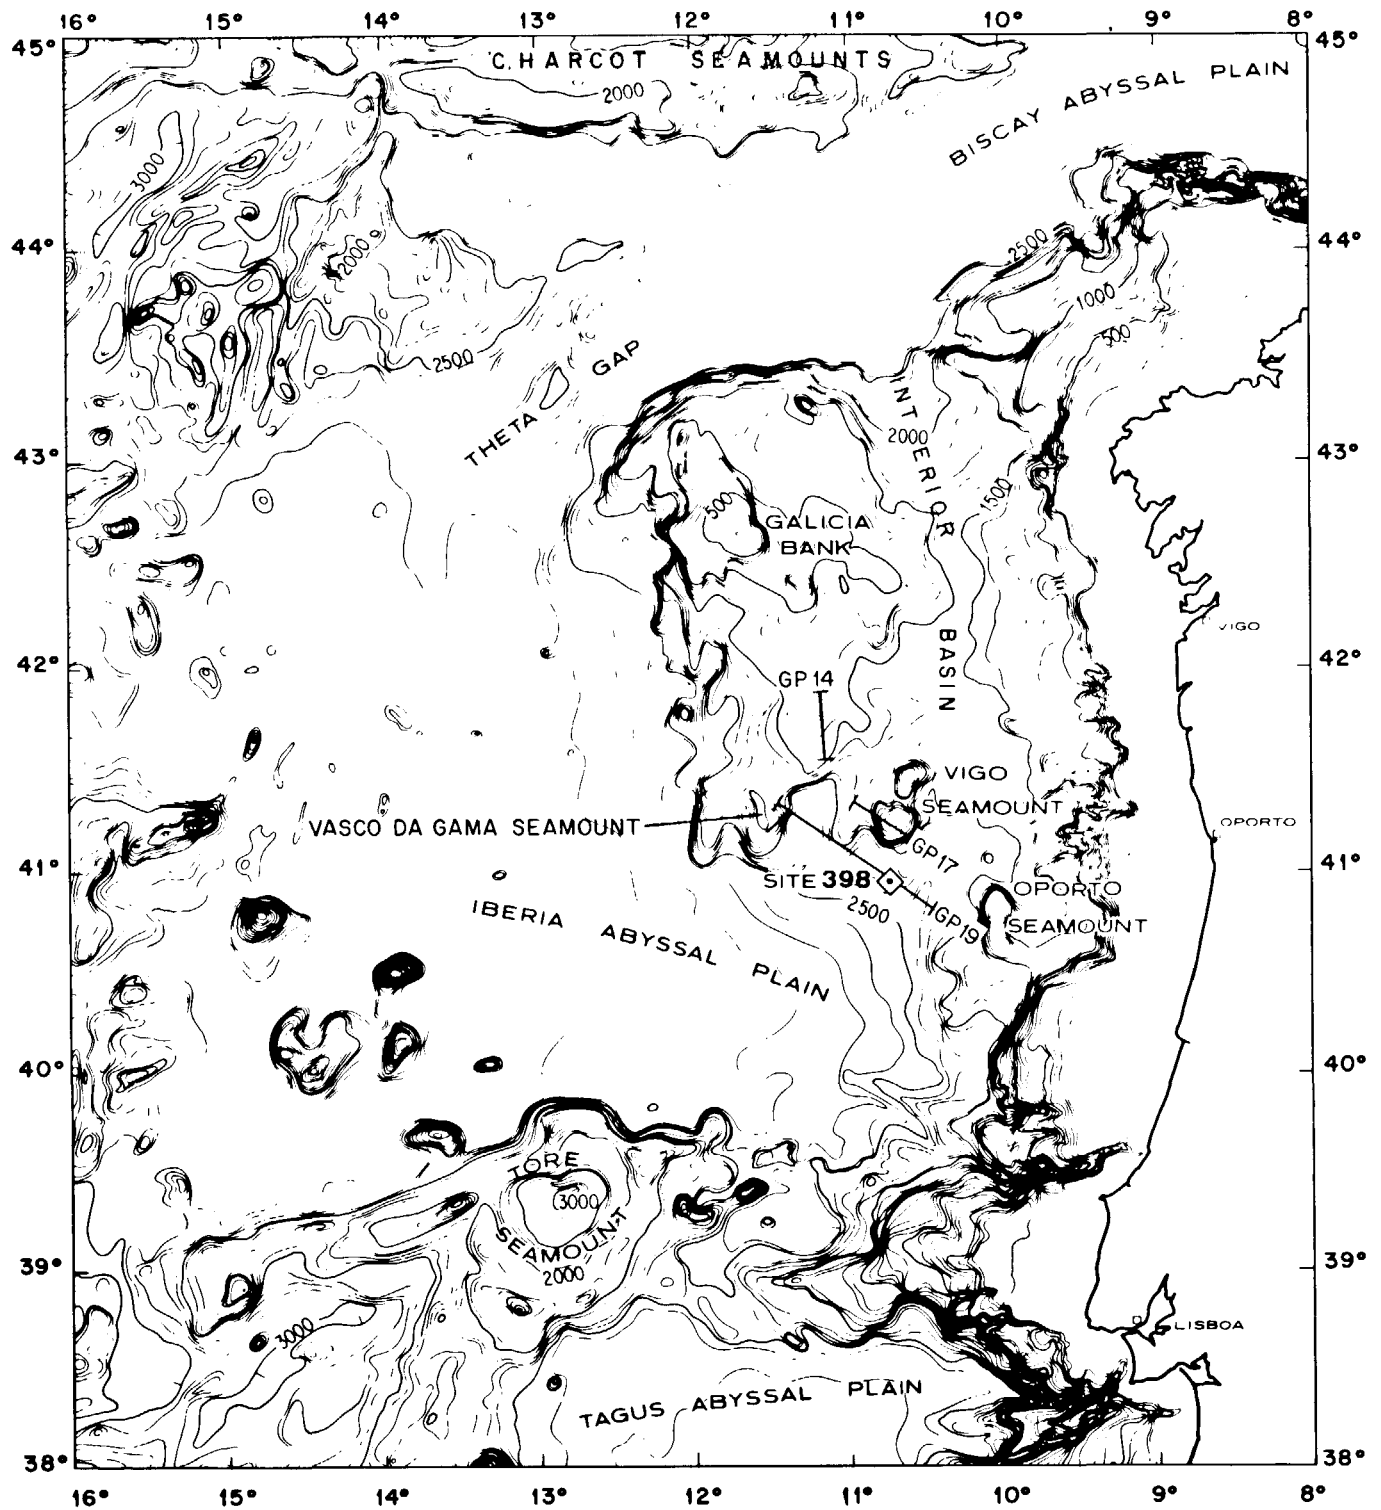 16° 15° 14° 13° 12° 11° 10° 9° 8°
45° 45°
C.HARCOT SEAMOUNTS
2000
BISCAY ABYSSAL PLAIN
3000
44° 44°
2500
2000
1000
500
2500
THETA GAP
INTERIOR
2000
43° 43°
1500
500
GALICIA
BANK
VIGO
BASIN
42° 42°
GP 14
VIGO
SEAMOUNT
VASCO DA GAMA SEAMOUNT
OPORTO
GP17
41° 41°
SITE 398
OPORTO
2500
SEAMOUNT
GP19
IBERIA ABYSSAL PLAIN
40° 40°
TORE
3000
SEAMOUNT
2000
39° 39°
3000
LISBOA
TAGUS ABYSSAL PLAIN
38° 38°
16° 15° 14° 13° 12° 11° 10° 9° 8°